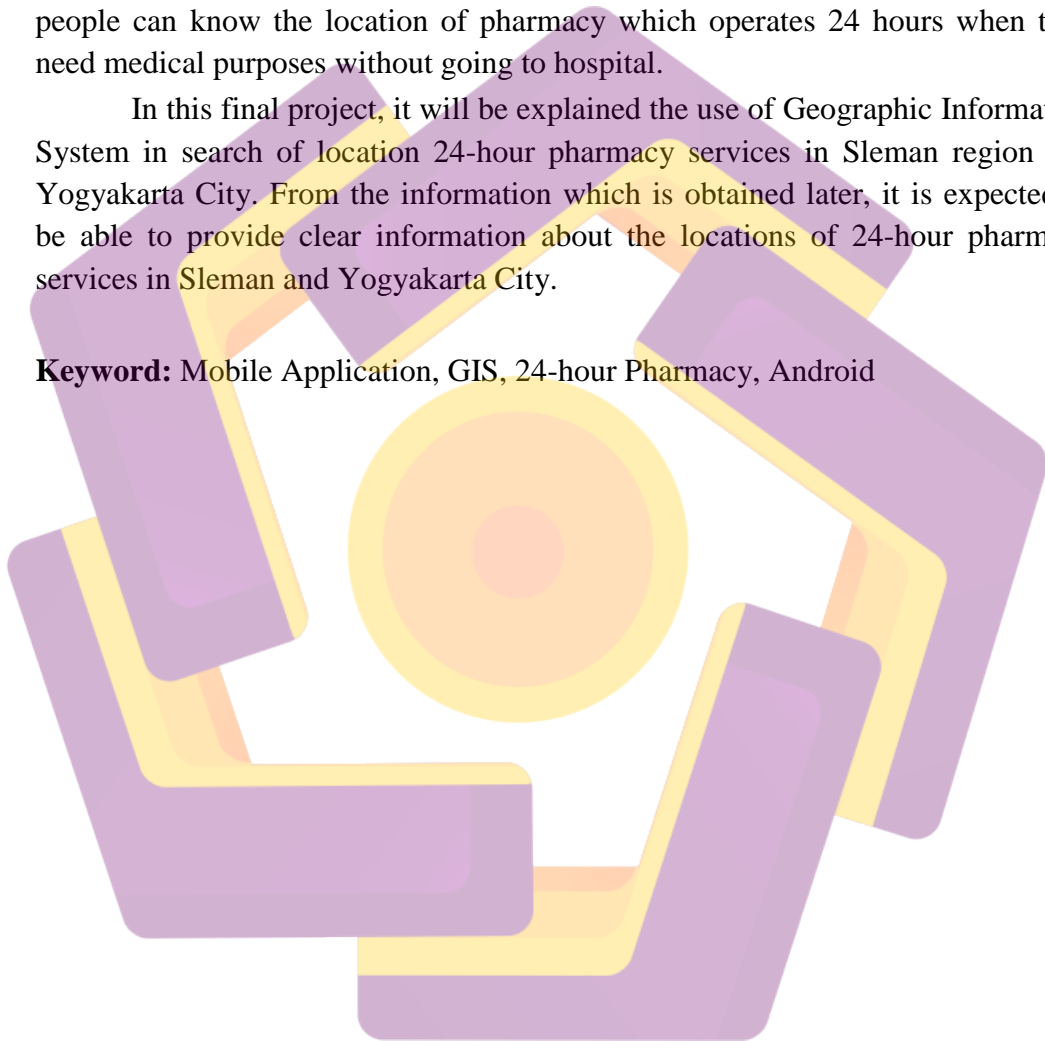 people can know the location of pharmacy which operates 24 hours when t
need medical purposes without going to hospital.
In this final project, it will be explained the use of Geographic Informat
System in search of location 24-hour pharmacy services in Sleman region
Yogyakarta City. From the information which is obtained later, it is expected
be able to provide clear information about the locations of 24-hour pharm
services in Sleman and Yogyakarta City.
Keyword: Mobile Application, GIS, 24-hour Pharmacy, Android